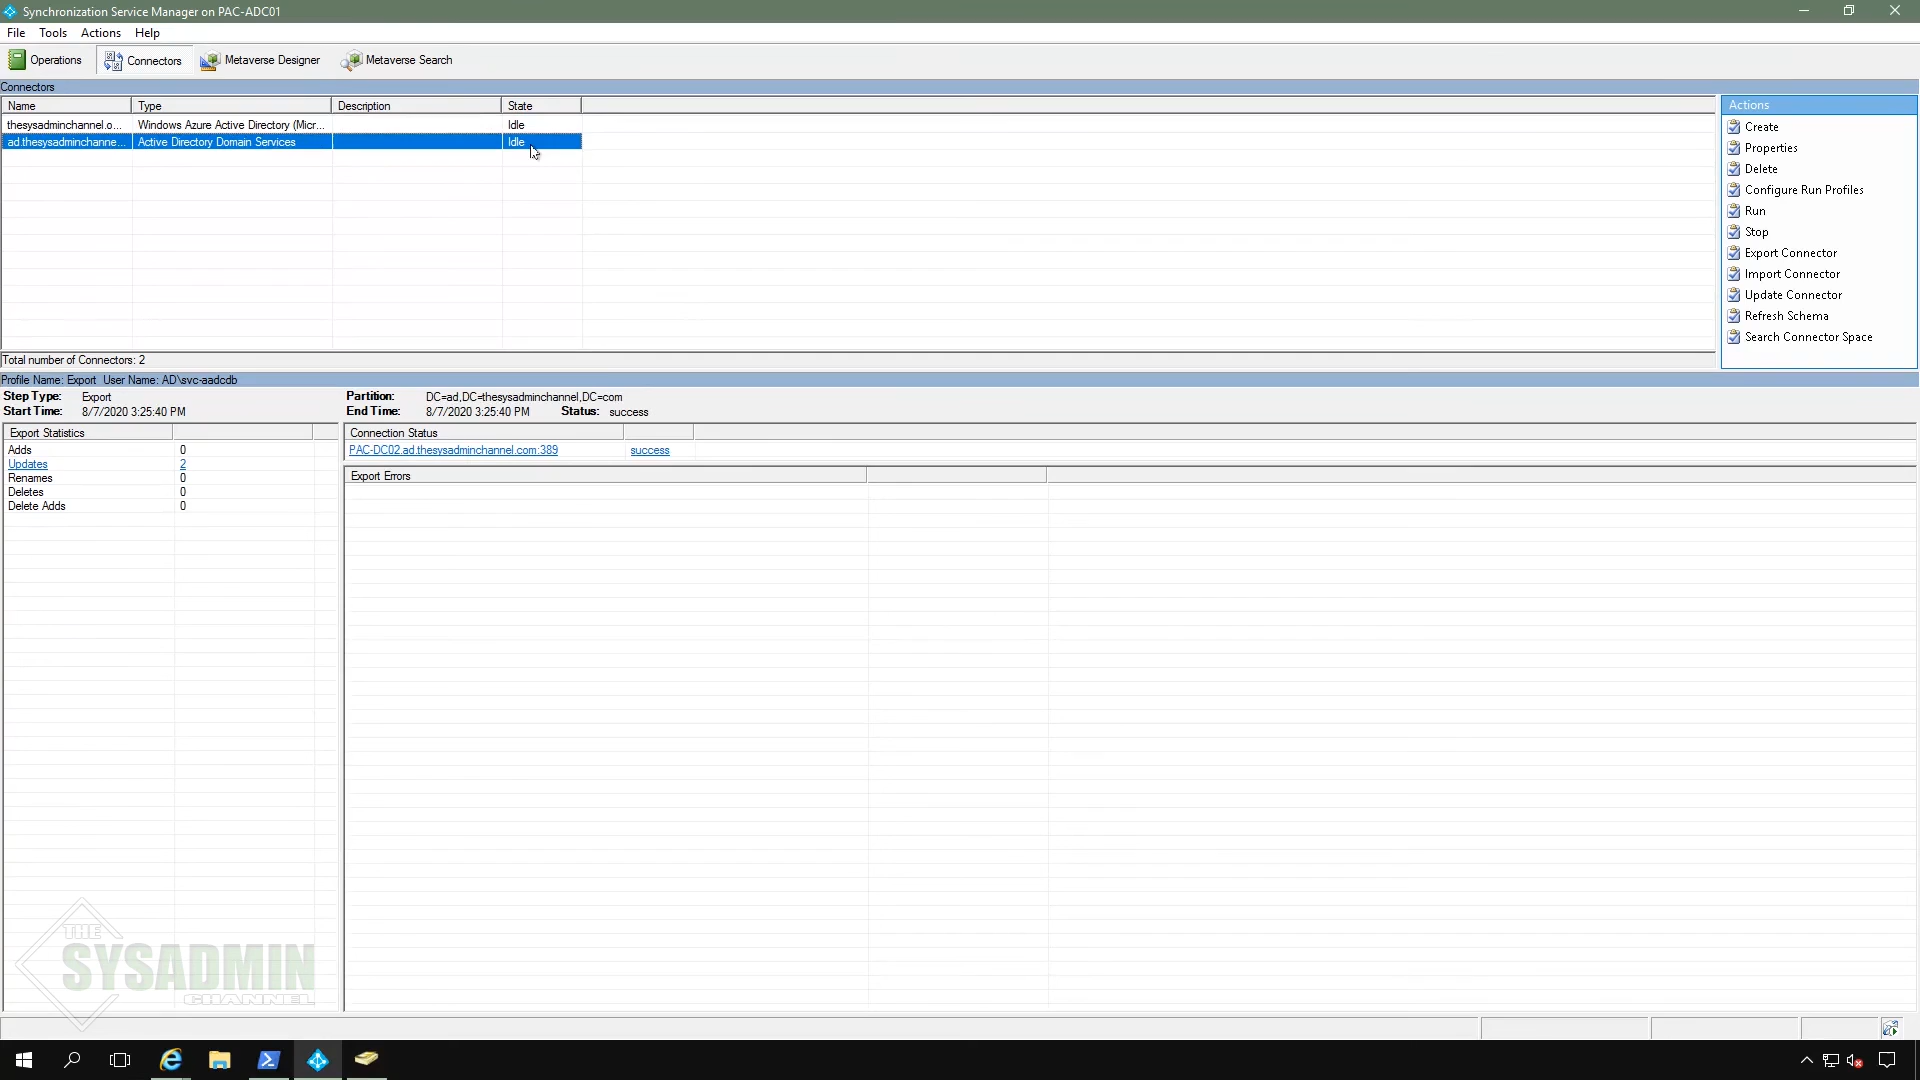 Synchronization Service Manager on PAC-ADC01
File Tools Actions Help
Operations Connectors Metaverse Designer Metaverse Search
Connectors
Name Type Description State
thesysadminchannel.o... Windows Azure Active Directory (Micr... Idle
ad.thesysadminchanne... Active Directory Domain Services Idle
Total number of Connectors: 2
Actions
Create
Properties
Delete
Configure Run Profiles
Run
Stop
Export Connector
Import Connector
Update Connector
Refresh Schema
Search Connector Space
Profile Name: Export User Name: AD\svc-aadcdb
Step Type: Export
Start Time: 8/7/2020 3:25:40 PM
Partition: DC=ad,DC=thesysadminchannel,DC=com
End Time: 8/7/2020 3:25:40 PM Status: success
Export Statistics
Adds 0
Updates 2
Renames 0
Deletes 0
Delete Adds 0
Connection Status
PAC-DC02.ad.thesysadminchannel.com:389 success
Export Errors
THE
SYSADMIN
CHANNEL